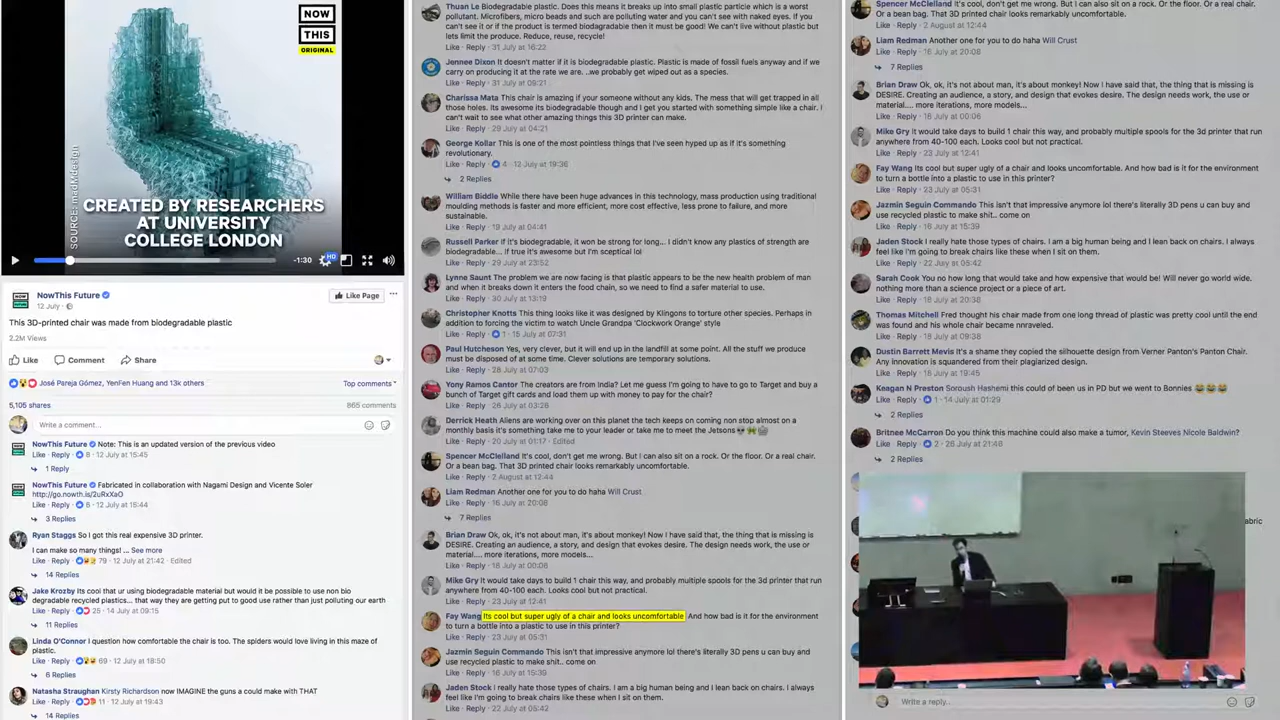 NOW
THIS
ORIGINAL
SOURCE: madMdesign
CREATED BY RESEARCHERS
AT UNIVERSITY
COLLEGE LONDON
-1:30
HD
NowThis Future
12 July ·
Like Page
This 3D-printed chair was made from biodegradable plastic
2.2M Views
Like Comment Share
José Pareja Gómez, YenFen Huang and 13k others
Top comments
5,105 shares
865 comments
Write a comment...
NowThis Future Note: This is an updated version of the previous video
Like · Reply · 8 · 12 July at 15:45
1 Reply
NowThis Future Fabricated in collaboration with Nagami Design and Vicente Soler
http://go.nowth.is/2uRxXaO
Like · Reply · 6 · 12 July at 15:44
3 Replies
Ryan Staggs So I got this real expensive 3D printer.
I can make so many things! ... See more
Like · Reply · 79 · 12 July at 21:42 · Edited
14 Replies
Jake Krozby Its cool that ur using biodegradable material but would it be possible to use non bio
degradable recycled plastics... that way they are getting put to good use rather than just polluting our earth
Like · Reply · 25 · 14 July at 09:15
11 Replies
Linda O'Connor I question how comfortable the chair is too. The spiders would love living in this maze of
plastic.
Like · Reply · 69 · 12 July at 18:50
6 Replies
Natasha Straughan Kirsty Richardson now IMAGINE the guns a could make with THAT
Like · Reply · 11 · 12 July at 19:43
14 Replies
Thuan Le Biodegradable plastic. Does this means it breaks up into small plastic particle which is a worst
pollutant. Microfibers, micro beads and such are polluting water and you can't see with naked eyes. If you
can't see it or if the product is termed biodegradable then it must be good! We can't live without plastic but
lets limit the produce. Reduce, reuse, recycle!
Like · Reply · 31 July at 16:22
Jennee Dixon It doesn't matter if it is biodegradable plastic. Plastic is made of fossil fuels anyway and if we
carry on producing it at the rate we are. ..we probably get wiped out as a species.
Like · Reply · 31 July at 09:21
Charissa Mata This chair is amazing if your someone without any kids. The mess that will get trapped in all
those holes. Its awesome its biodegradable though and I get you started with something simple like a chair. I
can't wait to see what other amazing things this 3D printer can make.
Like · Reply · 29 July at 04:21
George Kollar This is one of the most pointless things that I've seen hyped up as if it's something
revolutionary.
Like · Reply · 4 · 12 July at 19:36
2 Replies
William Biddle While there have been huge advances in this technology, mass production using traditional
moulding methods is faster and more efficient, more cost effective, less prone to failure, and more
sustainable.
Like · Reply · 19 July at 04:41
Russell Parker if it's biodegradable, it won be strong for long... I didn't know any plastics of strength are
biodegradable... if true it's awesome but I'm sceptical lol
Like · Reply · 29 July at 23:52
Lynne Saunt The problem we are now facing is that plastic appears to be the new health problem of man
and when it breaks down it enters the food chain, so we need to find a safer material to use.
Like · Reply · 30 July at 13:19
Christopher Knotts This thing looks like it was designed by Klingons to torture other species. Perhaps in
addition to forcing the victim to watch Uncle Grandpa 'Clockwork Orange' style
Like · Reply · 1 · 15 July at 07:31
Paul Hutcheson Yes, very clever, but it will end up in the landfill at some point. All the stuff we produce
must be disposed of at some time. Clever solutions are temporary solutions.
Like · Reply · 28 July at 07:03
Yony Ramos Cantor The creators are from India? Let me guess I'm going to have to go to Target and buy a
bunch of Target gift cards and load them up with money to pay for the chair?
Like · Reply · 26 July at 03:26
Derrick Heath Aliens are working over on this planet the tech keeps on coming non stop almost on a
monthly basis it's something take me to your leader or take me to meet the Jetsons
Like · Reply · 20 July at 01:17 · Edited
Spencer McClelland It's cool, don't get me wrong. But I can also sit on a rock. Or the floor. Or a real chair.
Or a bean bag. That 3D printed chair looks remarkably uncomfortable.
Like · Reply · 2 August at 12:44
Liam Redman Another one for you to do haha Will Crust
Like · Reply · 16 July at 20:08
7 Replies
Brian Draw Ok, ok, it's not about man, it's about monkey! Now I have said that, the thing that is missing is
DESIRE. Creating an audience, a story, and design that evokes desire. The design needs work, the use or
material.... more iterations, more models...
Like · Reply · 18 July at 00:06
Mike Gry It would take days to build 1 chair this way, and probably multiple spools for the 3d printer that run
anywhere from 40-100 each. Looks cool but not practical.
Like · Reply · 23 July at 12:41
Fay Wang Its cool but super ugly of a chair and looks uncomfortable. And how bad is it for the environment
to turn a bottle into a plastic to use in this printer?
Like · Reply · 23 July at 05:31
Jazmin Seguin Commando This isn't that impressive anymore lol there's literally 3D pens u can buy and
use recycled plastic to make shit.. come on
Like · Reply · 16 July at 15:39
Jaden Stock I really hate those types of chairs. I am a big human being and I lean back on chairs. I always
feel like I'm going to break chairs like these when I sit on them.
Like · Reply · 22 July at 05:42
Spencer McClelland It's cool, don't get me wrong. But I can also sit on a rock. Or the floor. Or a real chair.
Or a bean bag. That 3D printed chair looks remarkably uncomfortable.
Like · Reply · 2 August at 12:44
Liam Redman Another one for you to do haha Will Crust
Like · Reply · 16 July at 20:08
7 Replies
Brian Draw Ok, ok, it's not about man, it's about monkey! Now I have said that, the thing that is missing is
DESIRE. Creating an audience, a story, and design that evokes desire. The design needs work, the use or
material.... more iterations, more models...
Like · Reply · 18 July at 00:06
Mike Gry It would take days to build 1 chair this way, and probably multiple spools for the 3d printer that run
anywhere from 40-100 each. Looks cool but not practical.
Like · Reply · 23 July at 12:41
Fay Wang Its cool but super ugly of a chair and looks uncomfortable. And how bad is it for the environment
to turn a bottle into a plastic to use in this printer?
Like · Reply · 23 July at 05:31
Jazmin Seguin Commando This isn't that impressive anymore lol there's literally 3D pens u can buy and
use recycled plastic to make shit.. come on
Like · Reply · 16 July at 15:39
Jaden Stock I really hate those types of chairs. I am a big human being and I lean back on chairs. I always
feel like I'm going to break chairs like these when I sit on them.
Like · Reply · 22 July at 05:42
Sarah Cook You no how long that would take and how expensive that would be! Will never go world wide.
nothing more than a science project or a piece of art.
Like · Reply · 18 July at 20:38
Thomas Mitchell Fred thought his chair made from one long thread of plastic was pretty cool until the end
was found and his whole chair became nnraveled.
Like · Reply · 18 July at 09:38
Dustin Barrett Mevis It's a shame they copied the silhouette design from Verner Panton's Panton Chair.
Any Innovation is squandered from their plagiarized design.
Like · Reply · 18 July at 19:45
Keagan N Preston Soroush Hashemi this could of been us in PD but we went to Bonnies
Like · Reply · 1 · 14 July at 01:29
2 Replies
Britnee McCarron Do you think this machine could also make a tumor, Kevin Steeves Nicole Baldwin?
Like · Reply · 2 · 26 July at 21:46
2 Replies
abric
Write a reply...